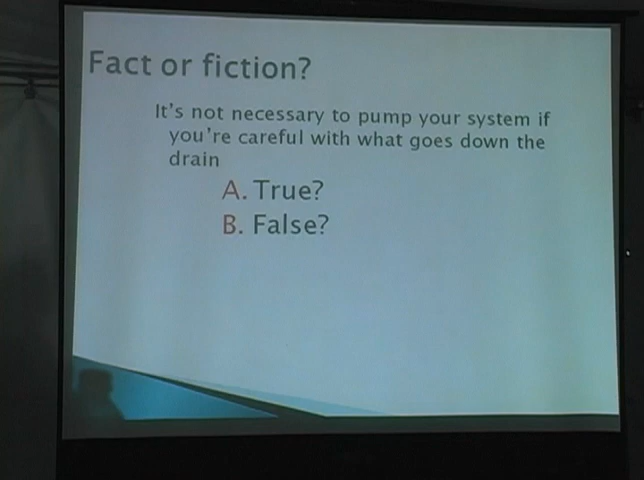 Fact or fiction?
It's not necessary to pump your system if
you're careful with what goes down the
drain
A. True?
B. False?